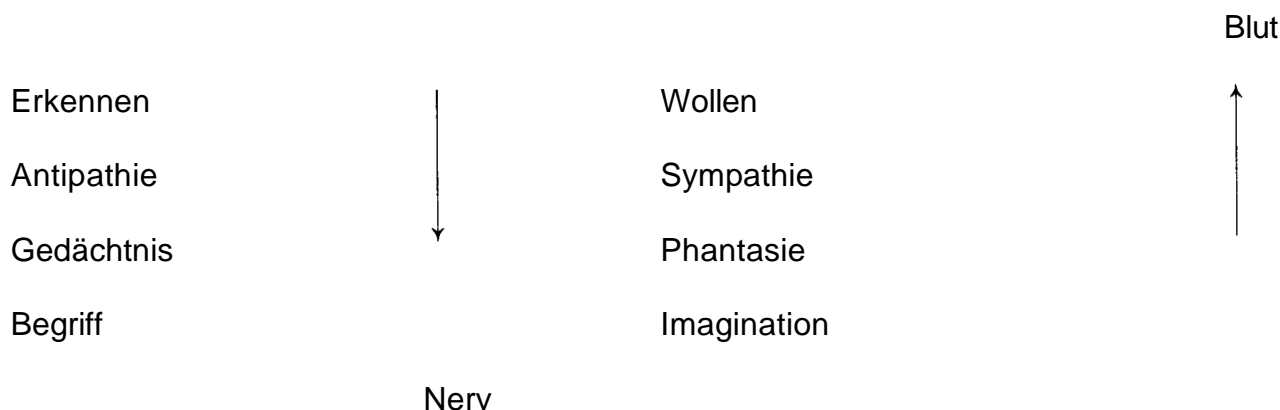 Blut
Erkennen Wollen
Antipathie Sympathie
Gedächtnis Phantasie
Begriff Imagination
Nerv